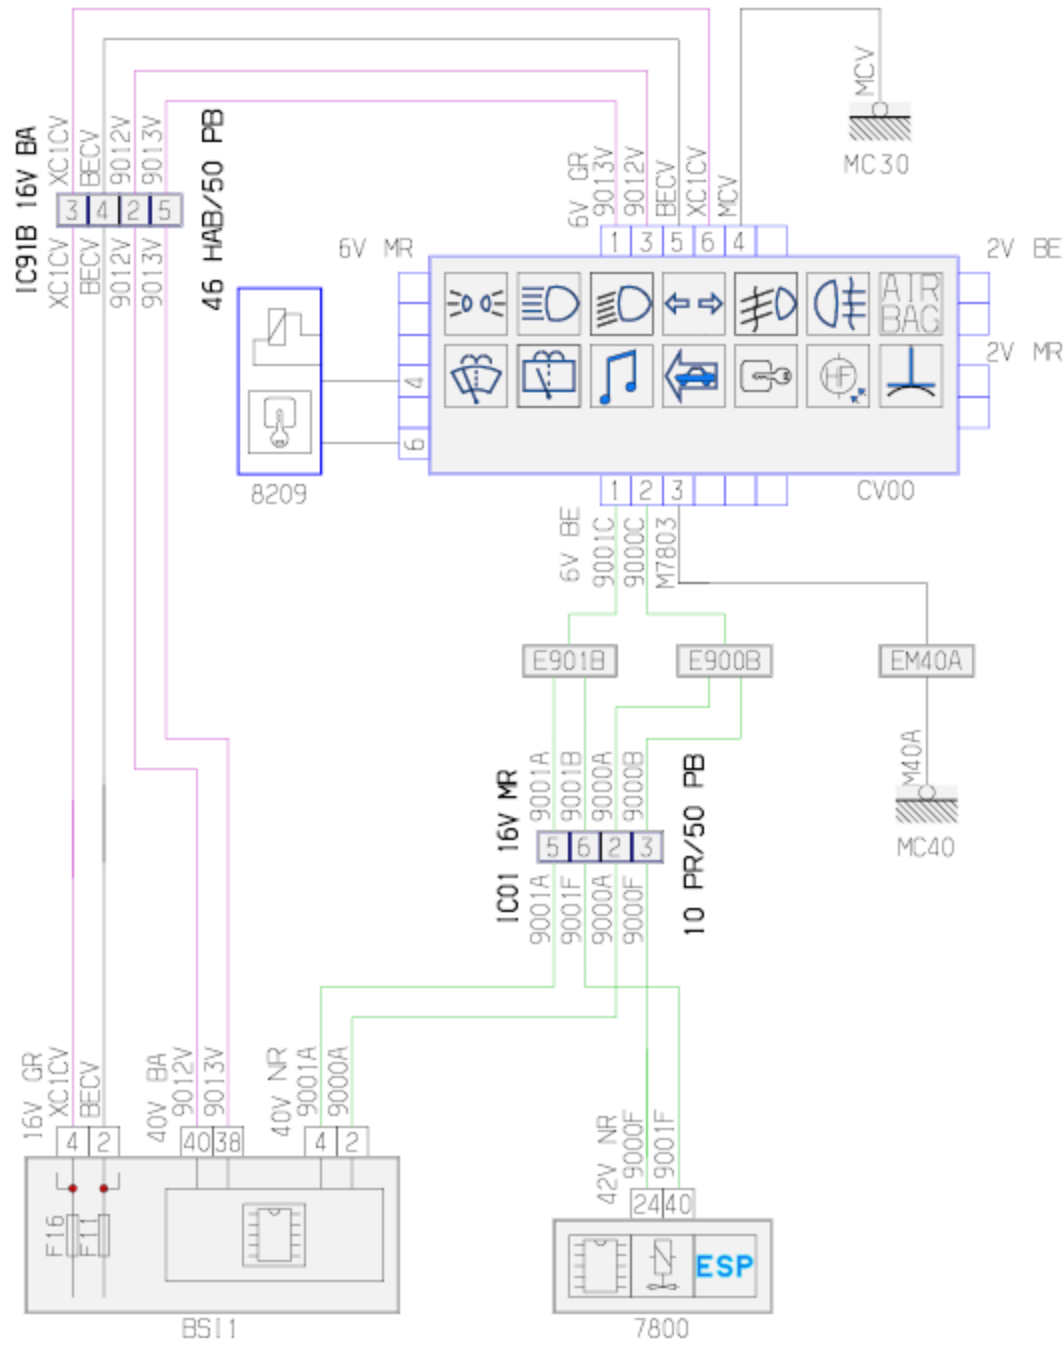 MCV
MC30
IC91B 16V BA
XC1CV
BECV
9012V
9013V
46 HAB/50 PB
3 4 2 5
XC1CV
BECV
9012V
9013V
6V GR
9013V
9012V
BECV
XC1CV
MCV
1 3 5 6 4
6V MR
2V BE
AIR
BAG
2V MR
HF
4
6
8209
CV00
1 2 3
6V BE
9001C
9000C
M7803
E901B
E900B
EM40A
M40A
MC40
IC01 16V MR
9001A
9001B
9000A
9000B
10 PR/50 PB
5 6 2 3
9001A
9001F
9000A
9000F
16V GR
XC1CV
BECV
40V BA
9012V
9013V
40V NR
9001A
9000A
4 2
40 38
4 2
F16
F11
BSI1
42V NR
9000F
9001F
24 40
ESP
7800